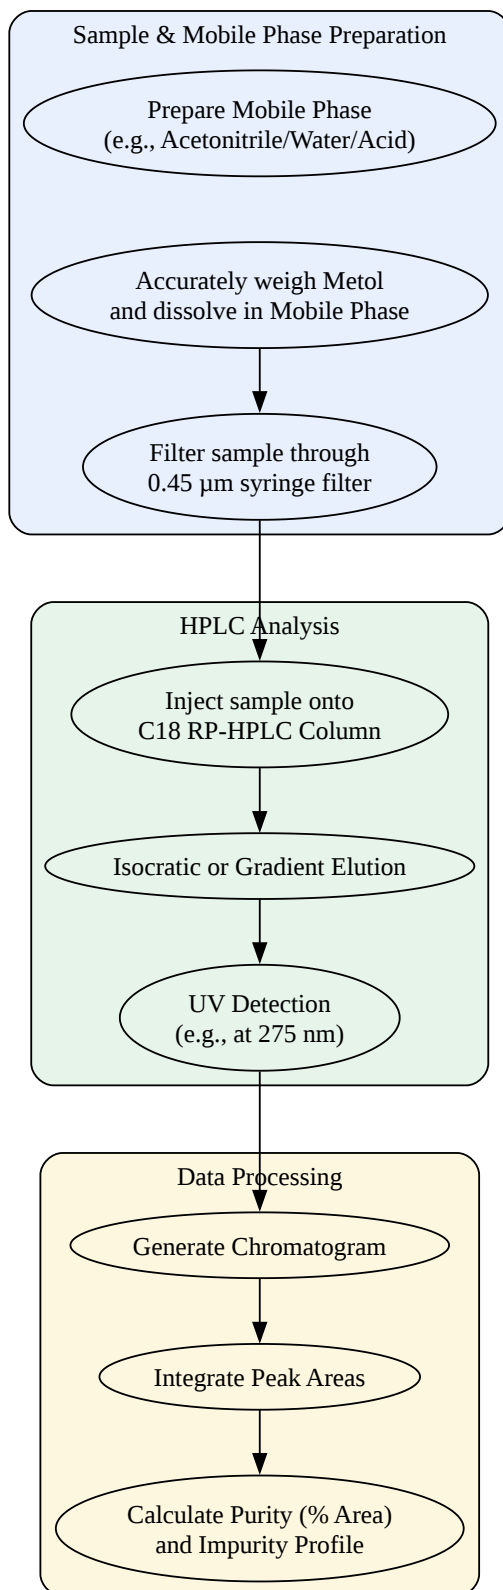 Sample & Mobile Phase Preparation
Prepare Mobile Phase
(e.g., Acetonitrile/Water/Acid)
Accurately weigh Metol
and dissolve in Mobile Phase
Filter sample through
0.45 µm syringe filter
HPLC Analysis
Inject sample onto
C18 RP-HPLC Column
Isocratic or Gradient Elution
UV Detection
(e.g., at 275 nm)
Data Processing
Generate Chromatogram
Integrate Peak Areas
Calculate Purity (% Area)
and Impurity Profile